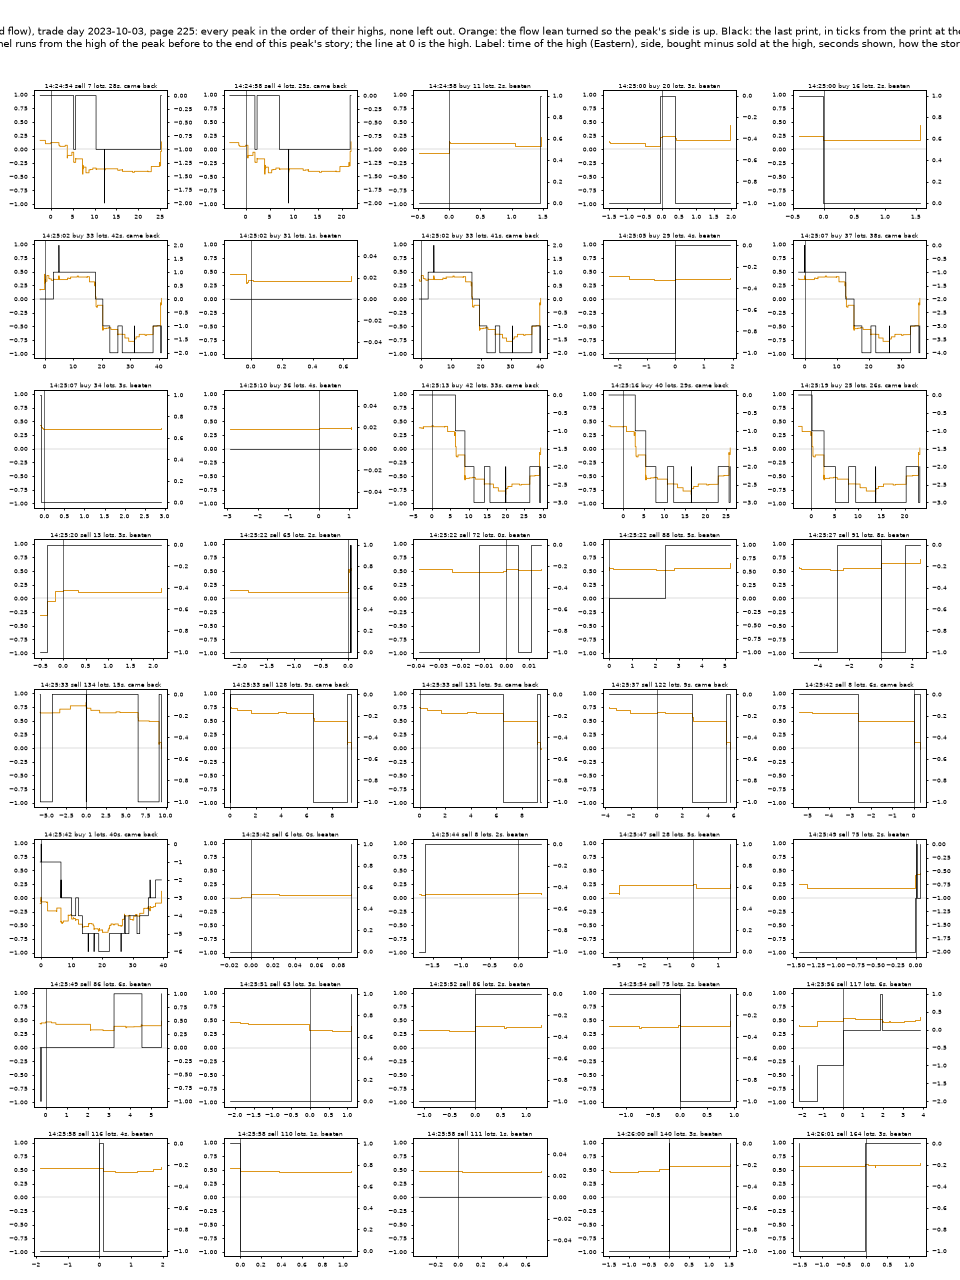 d flow), trade day 2023-10-03, page 225: every peak in the order of their highs, none left out. Orange: the flow lean turned so the peak's side is up. Black: the last print, in ticks from the print at the
nel runs from the high of the peak before to the end of this peak's story; the line at 0 is the high. Label: time of the high (Eastern), side, bought minus sold at the high, seconds shown, how the stor
14:24:54 sell 7 lots. 28s. came back
14:24:58 sell 4 lots. 25s. came back
14:24:58 buy 11 lots. 2s. beaten
14:25:00 buy 20 lots. 3s. beaten
14:25:00 buy 16 lots. 2s. beaten
14:25:02 buy 33 lots. 42s. came back
14:25:02 buy 31 lots. 1s. beaten
14:25:02 buy 33 lots. 41s. came back
14:25:05 buy 29 lots. 4s. beaten
14:25:07 buy 37 lots. 38s. came back
14:25:07 buy 34 lots. 3s. beaten
14:25:10 buy 36 lots. 4s. beaten
14:25:13 buy 42 lots. 33s. came back
14:25:16 buy 40 lots. 29s. came back
14:25:19 buy 25 lots. 26s. came back
14:25:20 sell 15 lots. 3s. beaten
14:25:22 sell 65 lots. 2s. beaten
14:25:22 sell 72 lots. 0s. beaten
14:25:22 sell 88 lots. 5s. beaten
14:25:27 sell 91 lots. 8s. beaten
14:25:33 sell 134 lots. 15s. came back
14:25:33 sell 128 lots. 9s. came back
14:25:33 sell 131 lots. 9s. came back
14:25:37 sell 122 lots. 9s. came back
14:25:42 sell 8 lots. 6s. came back
14:25:42 buy 1 lots. 40s. came back
14:25:42 sell 6 lots. 0s. beaten
14:25:44 sell 8 lots. 2s. beaten
14:25:47 sell 28 lots. 5s. beaten
14:25:49 sell 75 lots. 2s. beaten
14:25:49 sell 86 lots. 6s. beaten
14:25:51 sell 63 lots. 3s. beaten
14:25:52 sell 86 lots. 2s. beaten
14:25:54 sell 75 lots. 2s. beaten
14:25:56 sell 117 lots. 6s. beaten
14:25:58 sell 116 lots. 4s. beaten
14:25:58 sell 110 lots. 1s. beaten
14:25:58 sell 111 lots. 1s. beaten
14:26:00 sell 140 lots. 3s. beaten
14:26:01 sell 164 lots. 3s. beaten